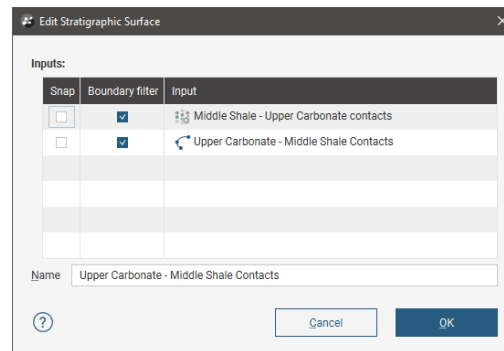 Edit Stratigraphic Surface
Inputs:
Snap Boundary filter Input
Middle Shale - Upper Carbonate contacts
Upper Carbonate - Middle Shale Contacts
Name Upper Carbonate - Middle Shale Contacts
? Cancel OK